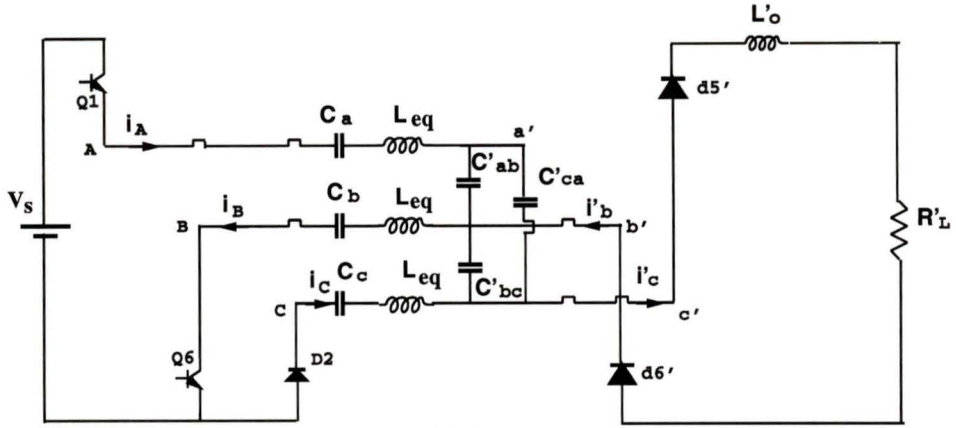 L'o
d5'
Q1
iA
Ca
Leq
a'
A
C'ab
C'ca
Vs
iB
Cb
Leq
i'b
B
b'
R'L
iC
Cc
Leq
C'bc
i'c
C
c'
Q6
D2
d6'